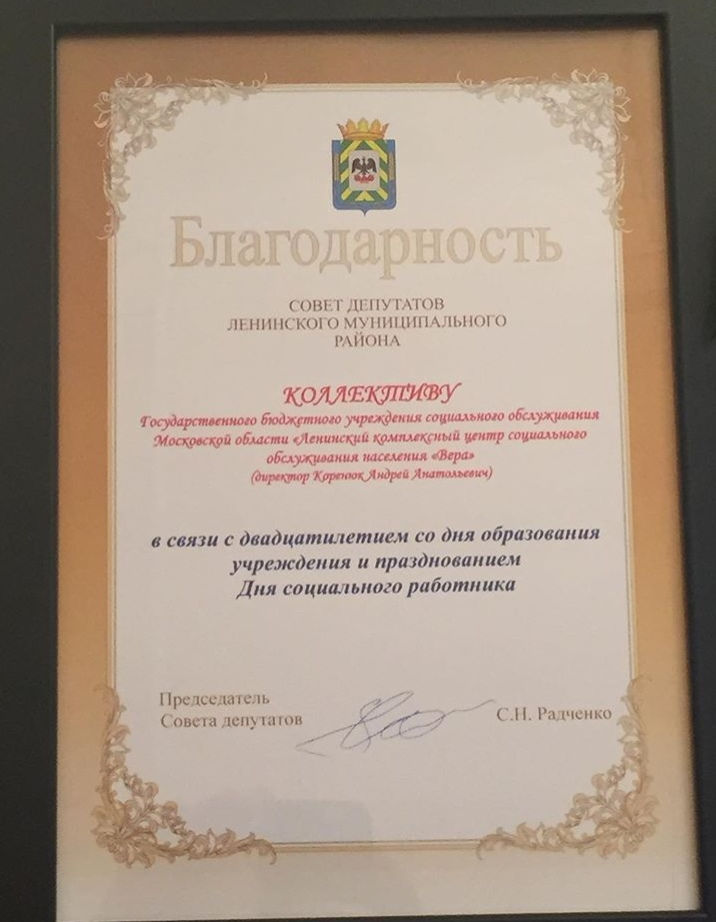 Благодарность
СОВЕТ ДЕПУТАТОВ
ЛЕНИНСКОГО МУНИЦИПАЛЬНОГО
РАЙОНА
КОЛЛЕКТИВУ
Государственного бюджетного учреждения социального обслуживания
Московской области «Ленинский комплексный центр социального
обслуживания населения «Вера»
(директор Коренюк Андрей Анатольевич)
в связи с двадцатилетием со дня образования
учреждения и празднованием
Дня социального работника
Председатель
Совета депутатов С.Н. Радченко